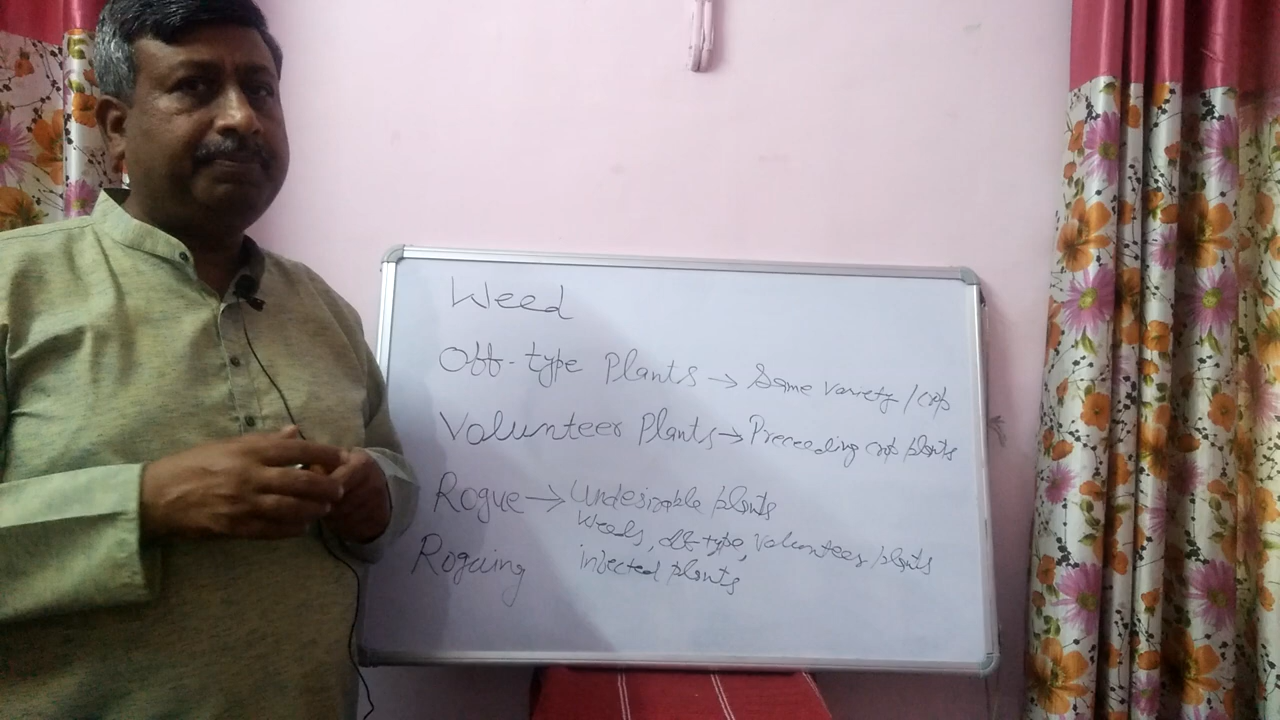 Weed
Off-type Plants → Same variety / crop
Volunteer Plants → Preceeding crop plants
Rogue → Undesirable plants
Weeds, off-type, Volunteer plants
infected plants
Roguing